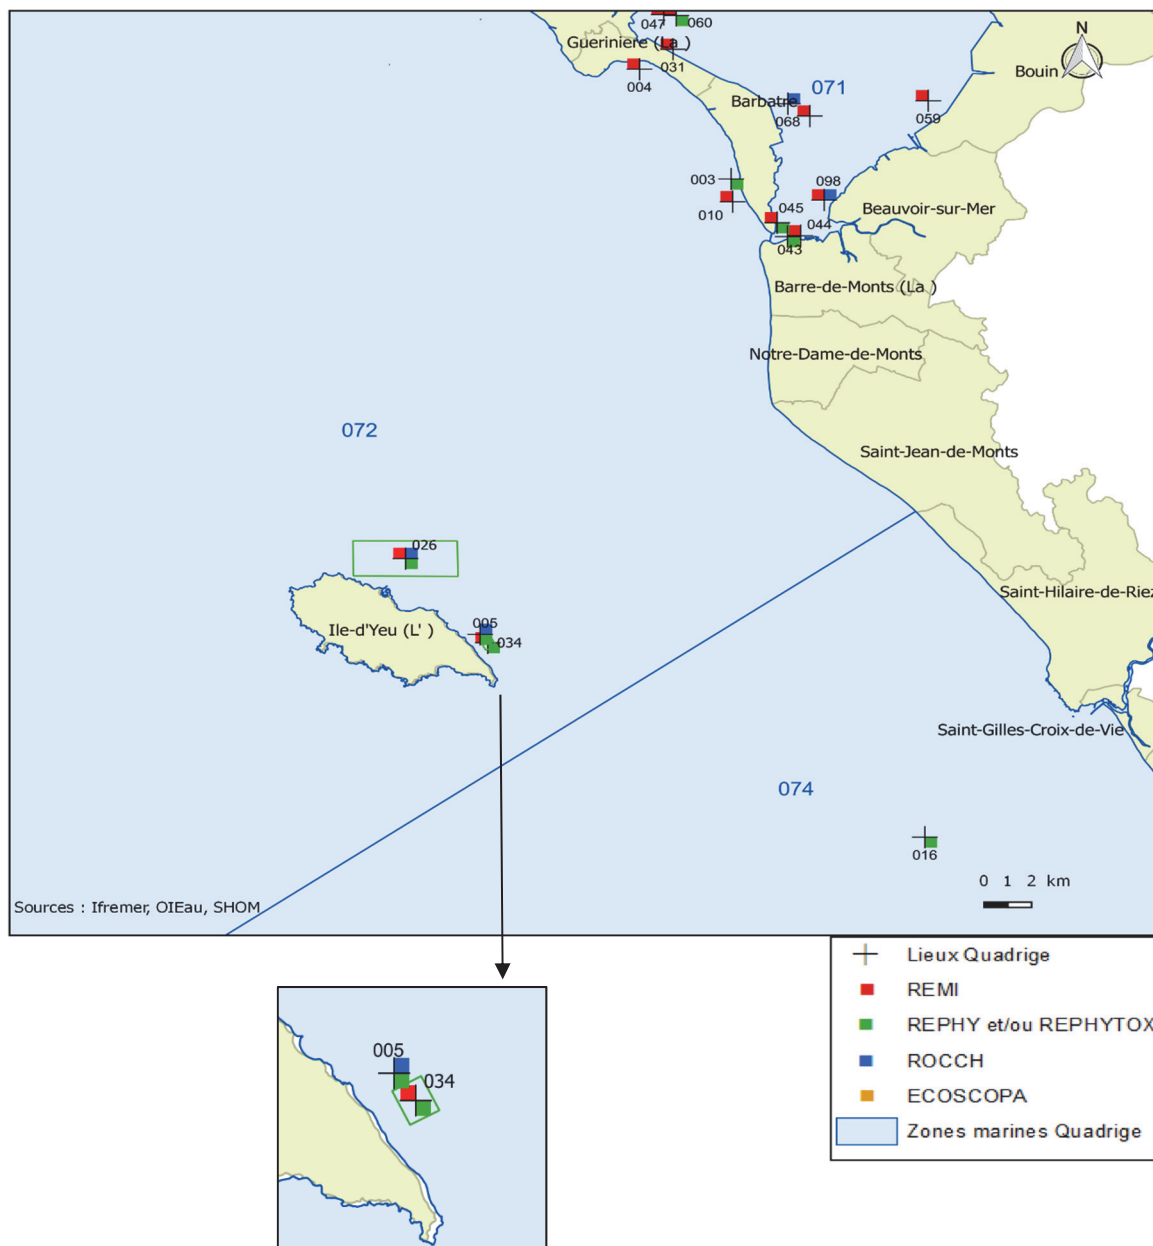 047
060
Gueriniere (La )
N
031
004
Bouin
071
Barbatre
068
059
003
098
010
045
Beauvoir-sur-Mer
044
043
Barre-de-Monts (La )
Notre-Dame-de-Monts
072
Saint-Jean-de-Monts
026
Saint-Hilaire-de-Riez
005
Ile-d'Yeu (L' )
034
Saint-Gilles-Croix-de-Vie
074
016
0 1 2 km
Sources : Ifremer, OIEau, SHOM
Lieux Quadrige
REMI
REPHY et/ou REPHYTOX
ROCCH
ECOSCOPA
Zones marines Quadrige
005
034